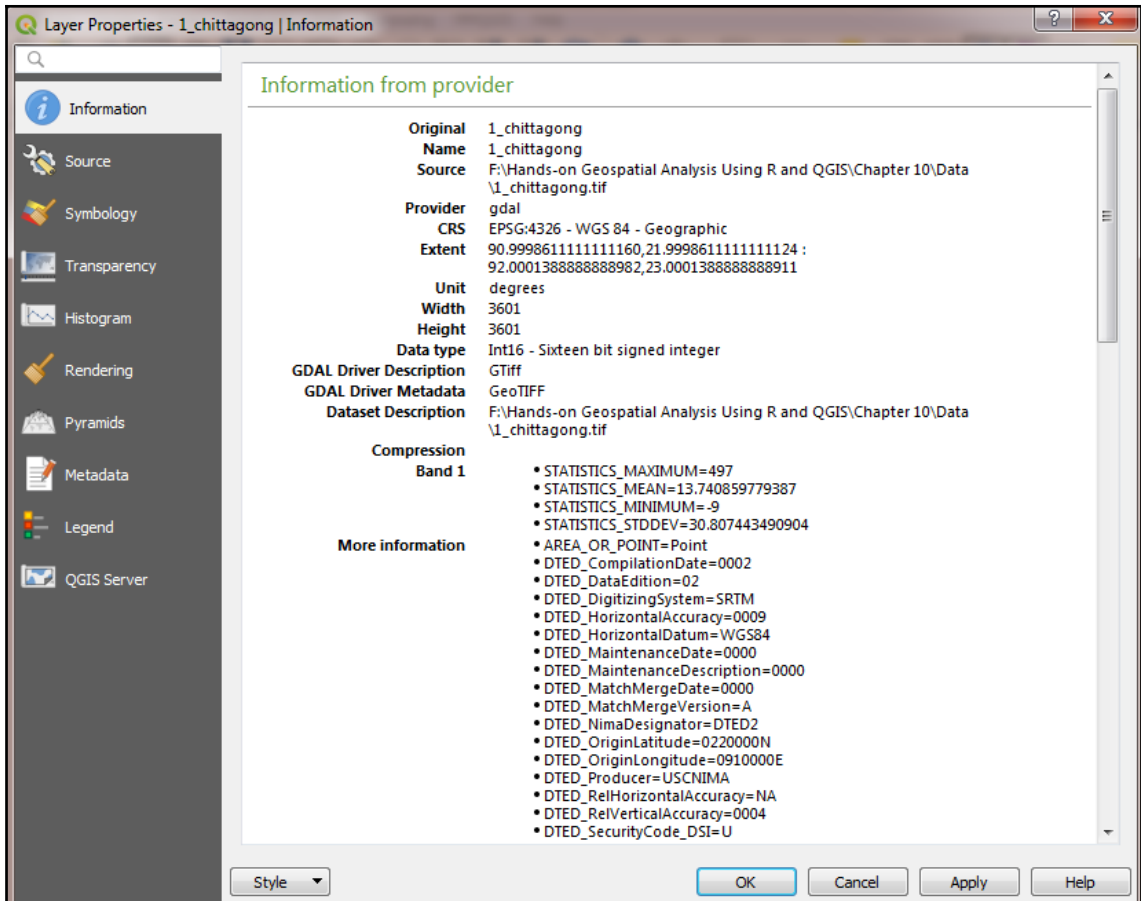 Layer Properties - 1_chittagong | Information
Information
Source
Symbology
Transparency
Histogram
Rendering
Pyramids
Metadata
Legend
QGIS Server
Information from provider
Original 1_chittagong
Name 1_chittagong
Source F:\Hands-on Geospatial Analysis Using R and QGIS\Chapter 10\Data
\1_chittagong.tif
Provider gdal
CRS EPSG:4326 - WGS 84 - Geographic
Extent 90.9998611111111160,21.9998611111111124 :
92.0001388888888982,23.0001388888888911
Unit degrees
Width 3601
Height 3601
Data type Int16 - Sixteen bit signed integer
GDAL Driver Description GTiff
GDAL Driver Metadata GeoTIFF
Dataset Description F:\Hands-on Geospatial Analysis Using R and QGIS\Chapter 10\Data
\1_chittagong.tif
Compression
Band 1 • STATISTICS_MAXIMUM=497
• STATISTICS_MEAN=13.740859779387
• STATISTICS_MINIMUM=-9
• STATISTICS_STDDEV=30.807443490904
More information • AREA_OR_POINT=Point
• DTED_CompilationDate=0002
• DTED_DataEdition=02
• DTED_DigitizingSystem=SRTM
• DTED_HorizontalAccuracy=0009
• DTED_HorizontalDatum=WGS84
• DTED_MaintenanceDate=0000
• DTED_MaintenanceDescription=0000
• DTED_MatchMergeDate=0000
• DTED_MatchMergeVersion=A
• DTED_NimaDesignator=DTED2
• DTED_OriginLatitude=0220000N
• DTED_OriginLongitude=0910000E
• DTED_Producer=USCNIMA
• DTED_RelHorizontalAccuracy=NA
• DTED_RelVerticalAccuracy=0004
• DTED_SecurityCode_DSI=U
Style OK Cancel Apply Help